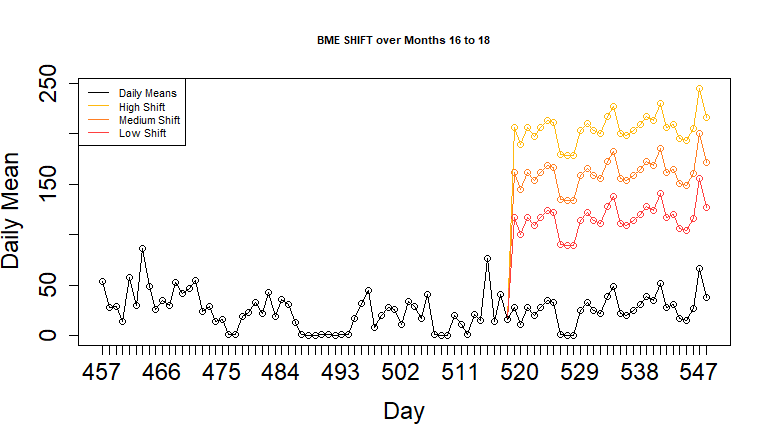 BME SHIFT over Months 16 to 18
Daily Means
High Shift
Medium Shift
Low Shift
Daily Mean
250
150
50
0
457 466 475 484 493 502 511 520 529 538 547
Day